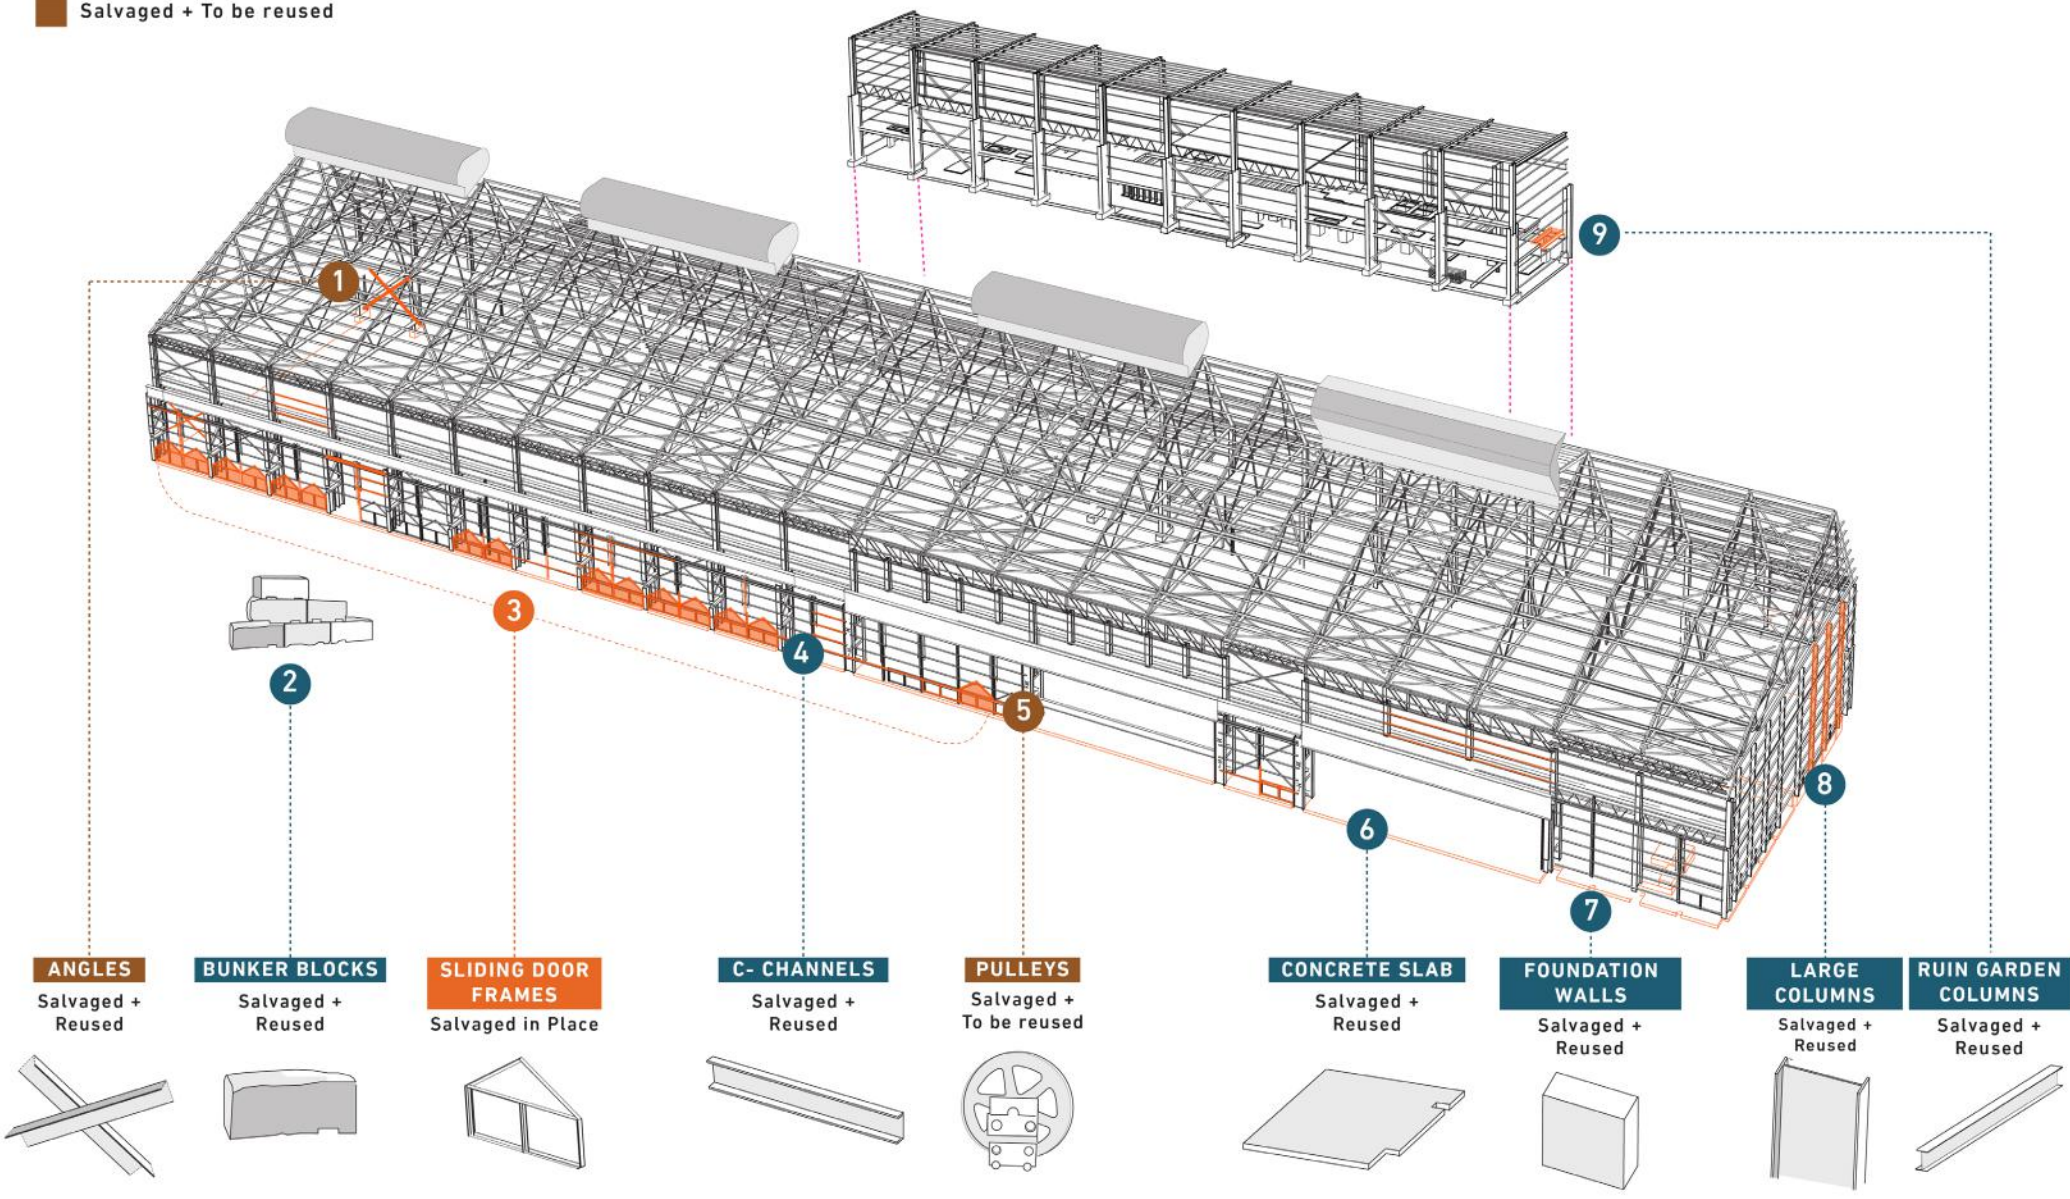 Salvaged + To be reused
1
9
3
2
4
5
6
7
8
ANGLES
Salvaged +
Reused
BUNKER BLOCKS
Salvaged +
Reused
SLIDING DOOR
FRAMES
Salvaged in Place
C- CHANNELS
Salvaged +
Reused
PULLEYS
Salvaged +
To be reused
CONCRETE SLAB
Salvaged +
Reused
FOUNDATION
WALLS
Salvaged +
Reused
LARGE
COLUMNS
Salvaged +
Reused
RUIN GARDEN
COLUMNS
Salvaged +
Reused